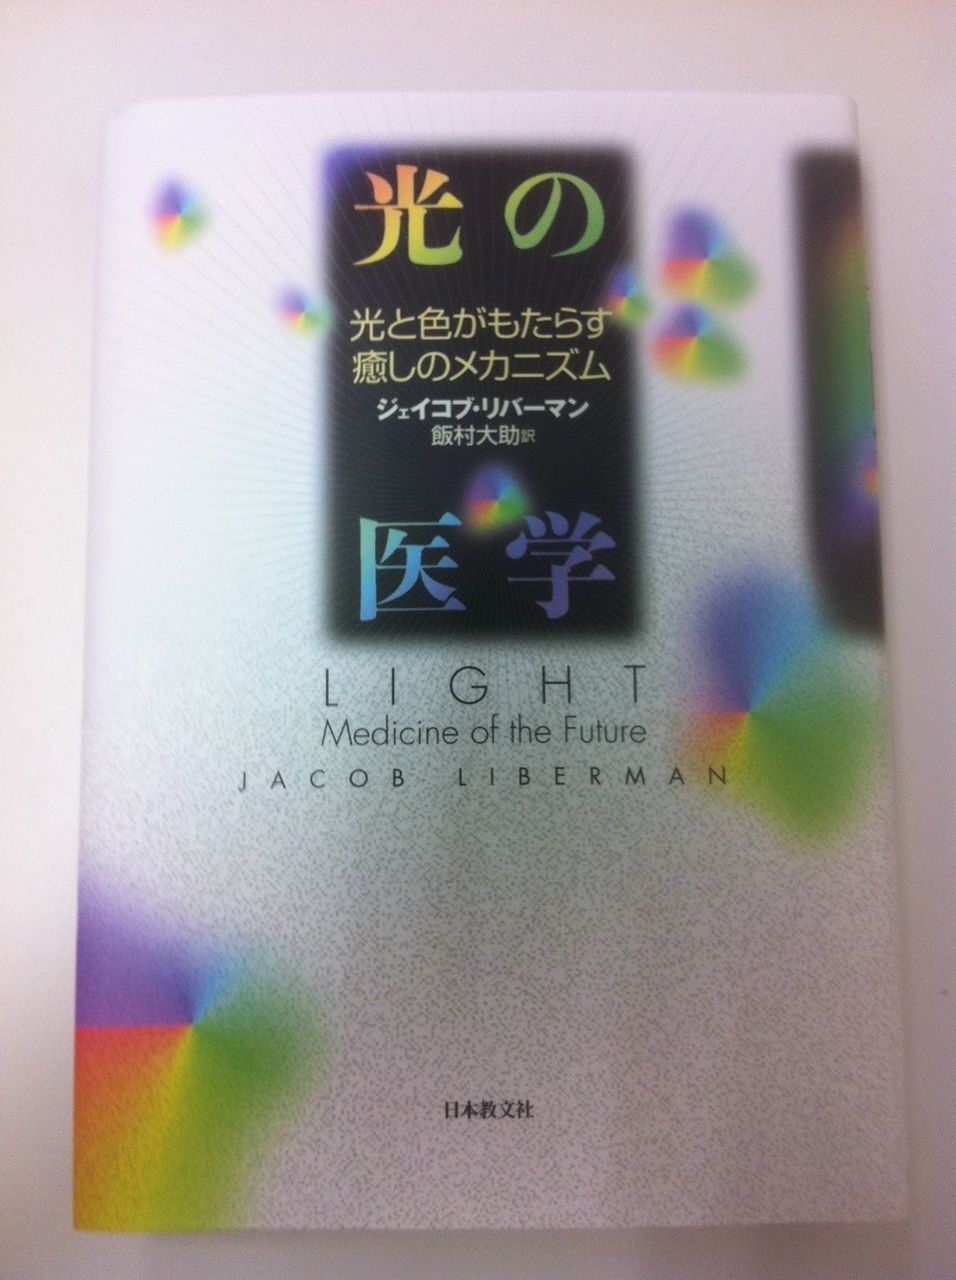 光の
光と色がもたらす
癒しのメカニズム
ジェイコブ・リバーマン
飯村大助訳
医学
LIGHT
Medicine of the Future
JACOB LIBERMAN
日本教文社